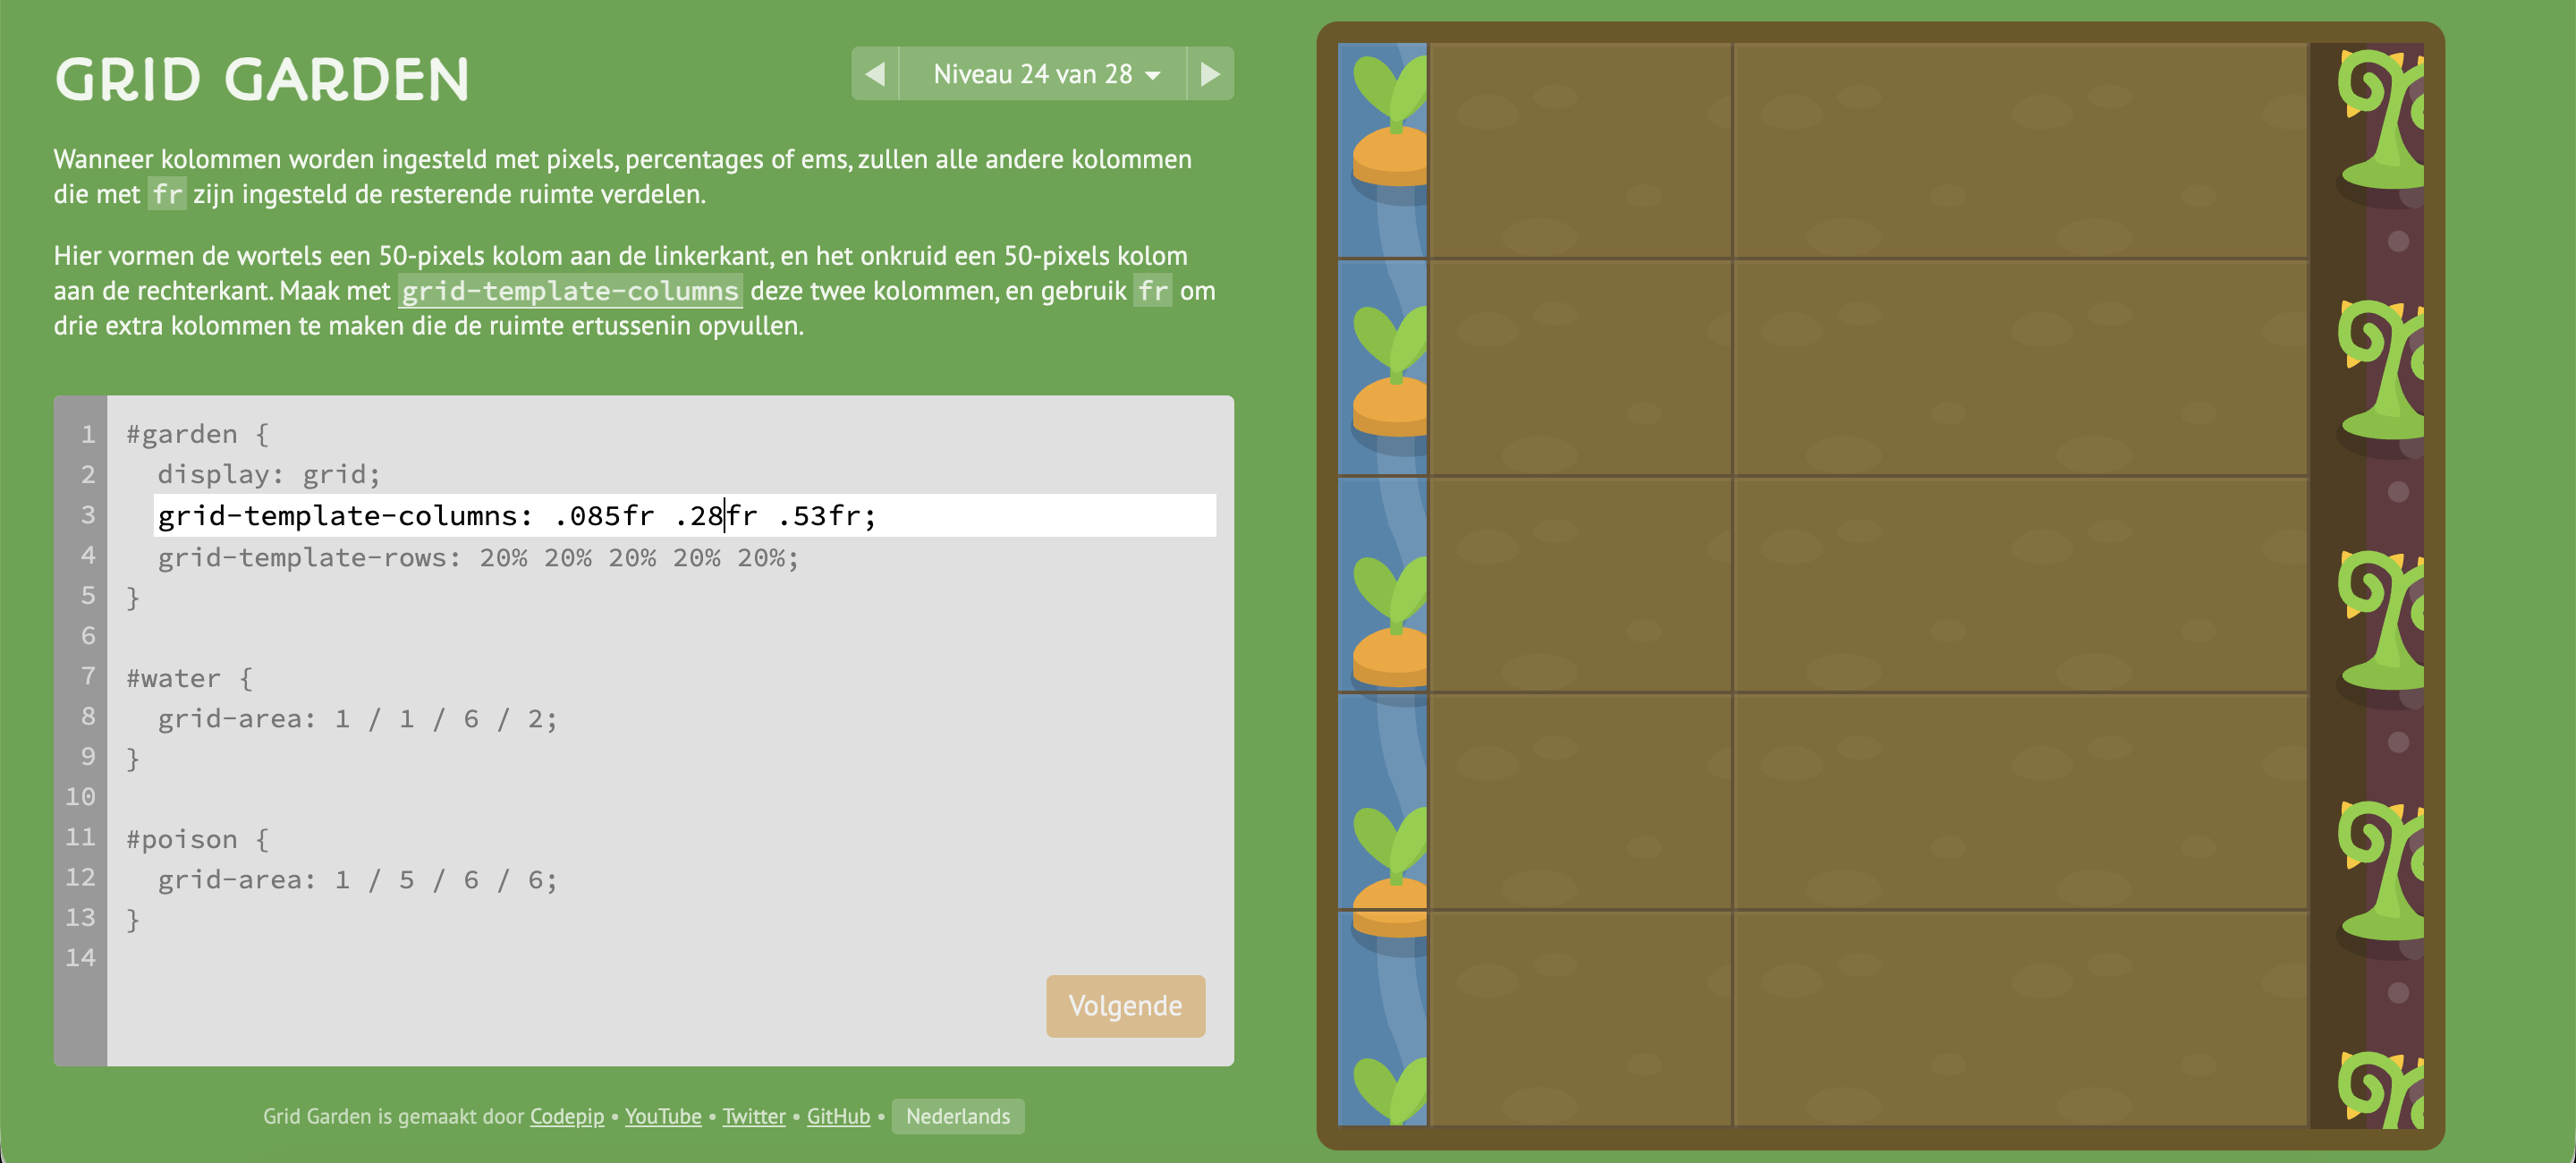 GRID GARDEN
Niveau 24 van 28
Wanneer kolommen worden ingesteld met pixels, percentages of ems, zullen alle andere kolommen
die met fr zijn ingesteld de resterende ruimte verdelen.
Hier vormen de wortels een 50-pixels kolom aan de linkerkant, en het onkruid een 50-pixels kolom
aan de rechterkant. Maak met grid-template-columns deze twee kolommen, en gebruik fr om
drie extra kolommen te maken die de ruimte ertussenin opvullen.
1 #garden {
2 display: grid;
3 grid-template-columns: .085fr .28fr .53fr;
4 grid-template-rows: 20% 20% 20% 20% 20%;
5 }
6
7 #water {
8 grid-area: 1 / 1 / 6 / 2;
9 }
10
11 #poison {
12 grid-area: 1 / 5 / 6 / 6;
13 }
14
Volgende
Grid Garden is gemaakt door Codepip • YouTube • Twitter • GitHub • Nederlands